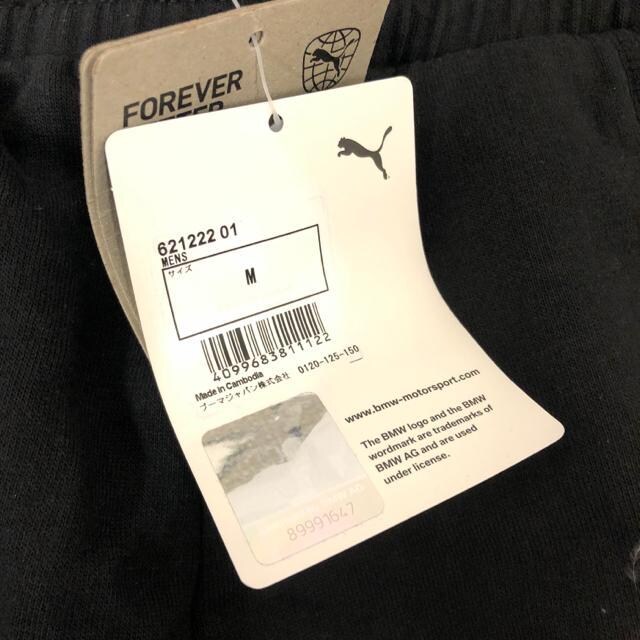 FOREVER
621222 01
MENS
サイズ
M
4099683811122
Made in Cambodia
プーマジャパン株式会社 0120-125-150
www.bmw-motorsport.com
The BMW logo and the BMW
wordmark are trademarks of
BMW AG and are used
under license.
89991647